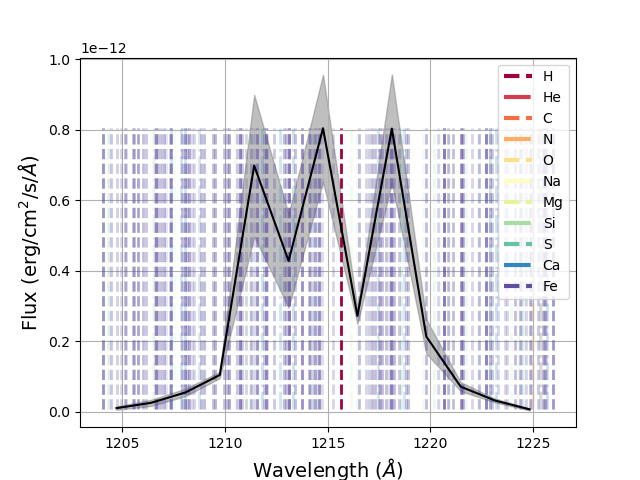 1e−12
1.0
0.8
0.6
0.4
0.2
0.0
Flux (erg/cm²/s/Å)
H
He
C
N
O
Na
Mg
Si
S
Ca
Fe
1205 1210 1215 1220 1225
Wavelength (Å)